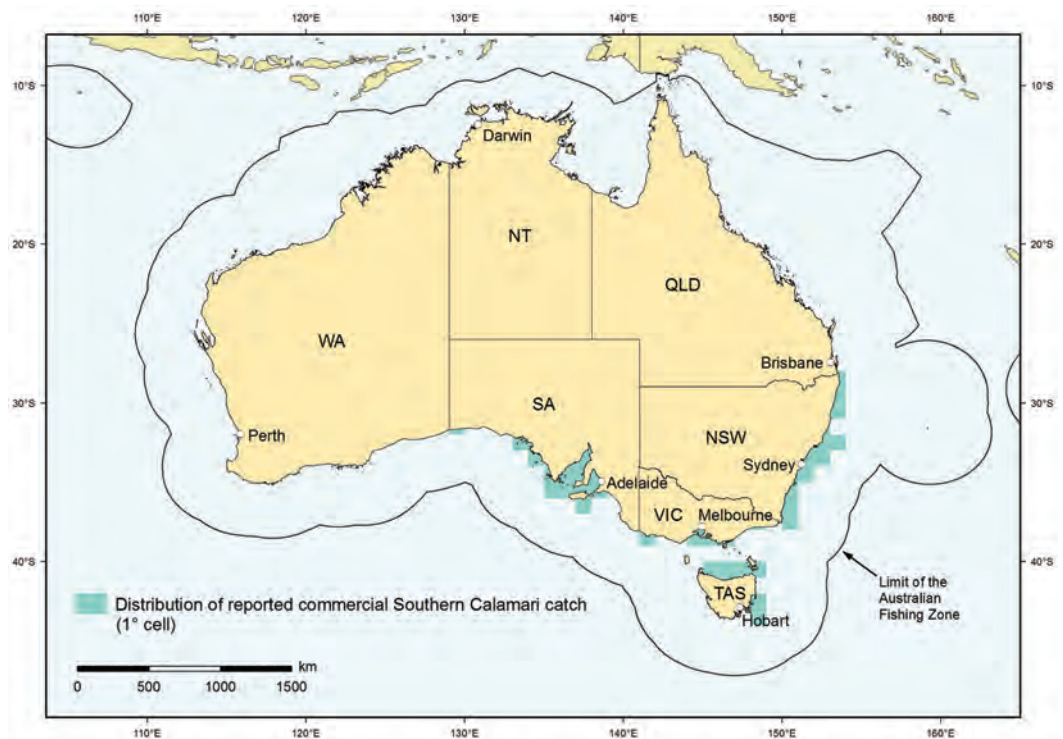 110°E 120°E 130°E 140°E 150°E 160°E
10°S 10°S
Darwin
20°S 20°S
NT
QLD
WA
Brisbane
30°S 30°S
SA
NSW
Perth
Sydney
Adelaide
VIC
Melbourne
40°S 40°S
TAS
Hobart
Limit of the
Australian
Fishing Zone
Distribution of reported commercial Southern Calamari catch
(1° cell)
km
0 500 1000 1500
110°E 120°E 130°E 140°E 150°E 160°E